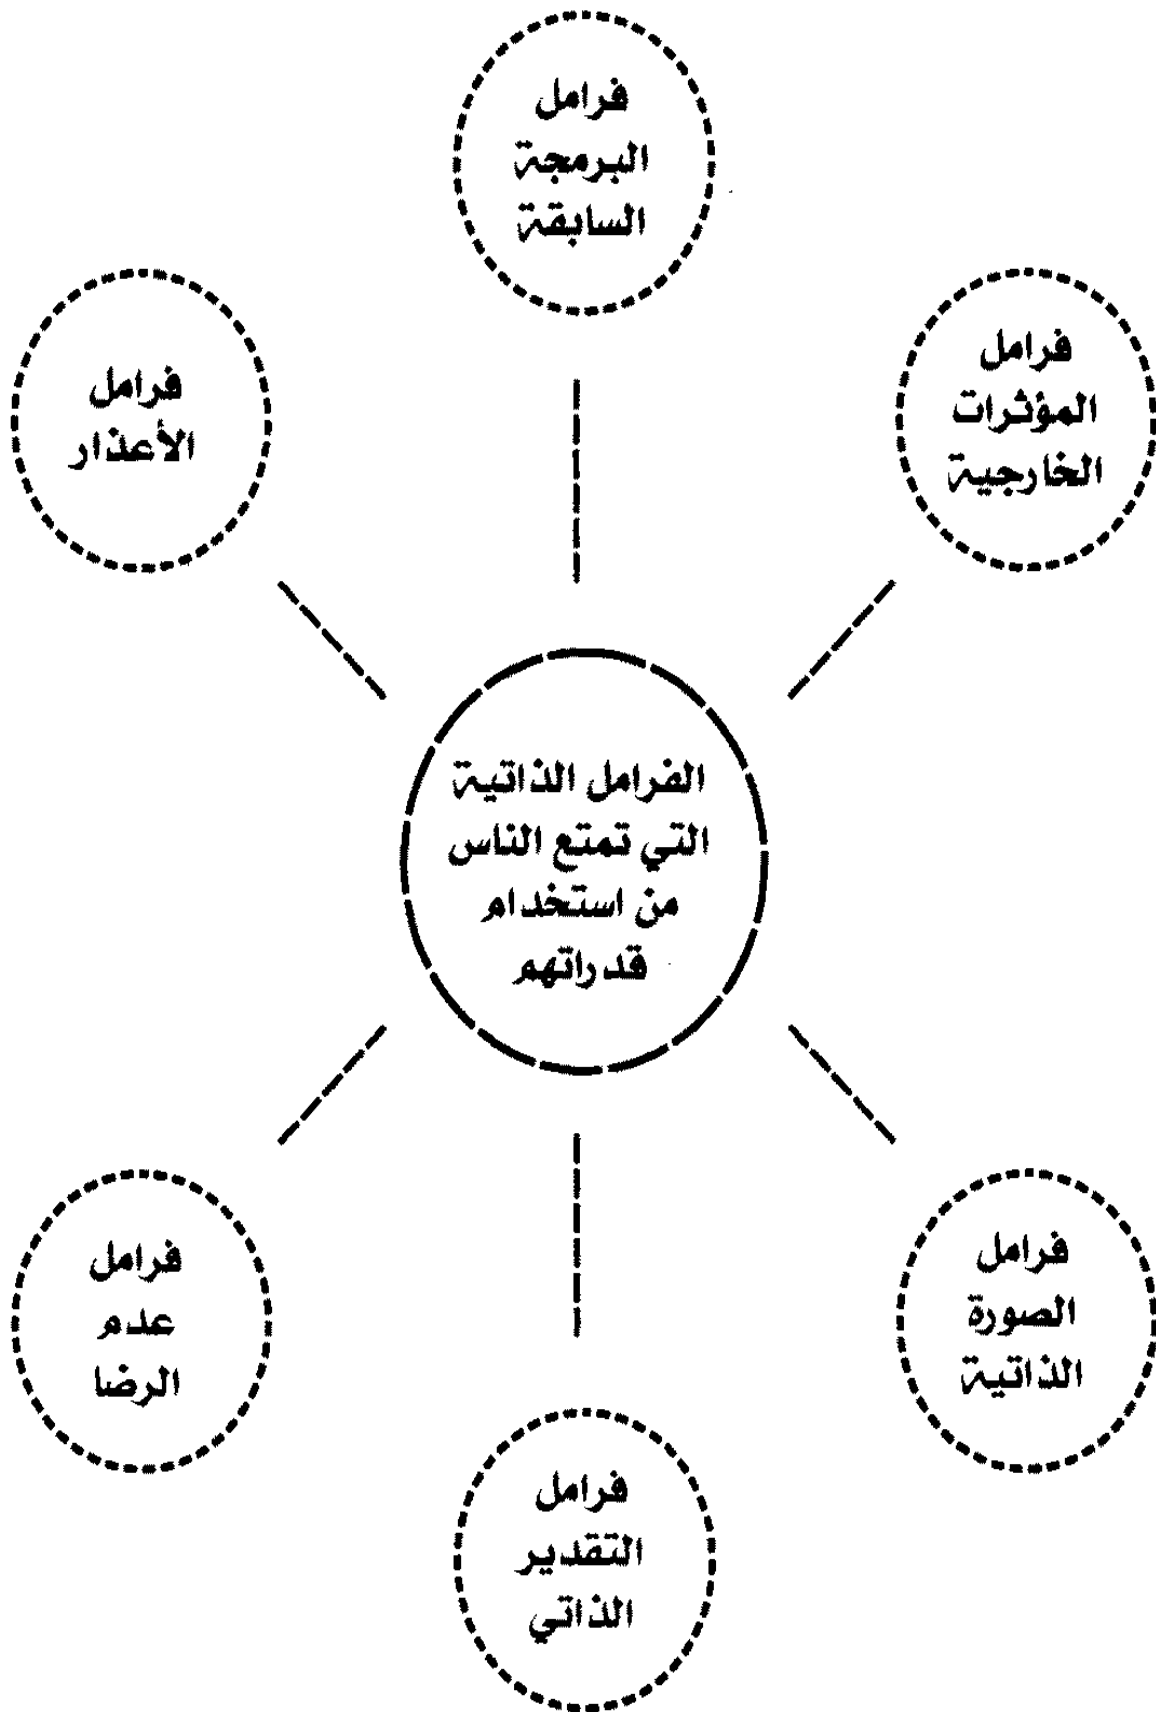 فرامل
البرمجة
السابقة
فرامل
المؤثرات
الخارجية
فرامل
الأعذار
الفرامل الذاتية
التي تمتع الناس
من استخدام
قدراتهم
فرامل
الصورة
الذاتية
فرامل
عدم
الرضا
فرامل
التقدير
الذاتي